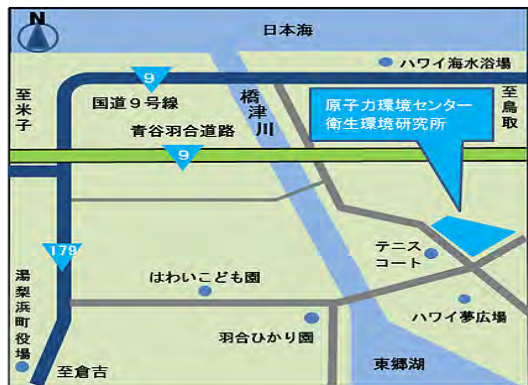 N
日本海
ハワイ海水浴場
9
国道9号線
至米子
橋津川
至鳥取
原子力環境センター
衛生環境研究所
青谷羽合道路
9
179
テニス
コート
はわいこども園
湯梨浜町役場
羽合ひかり園
ハワイ夢広場
東郷湖
至倉吉